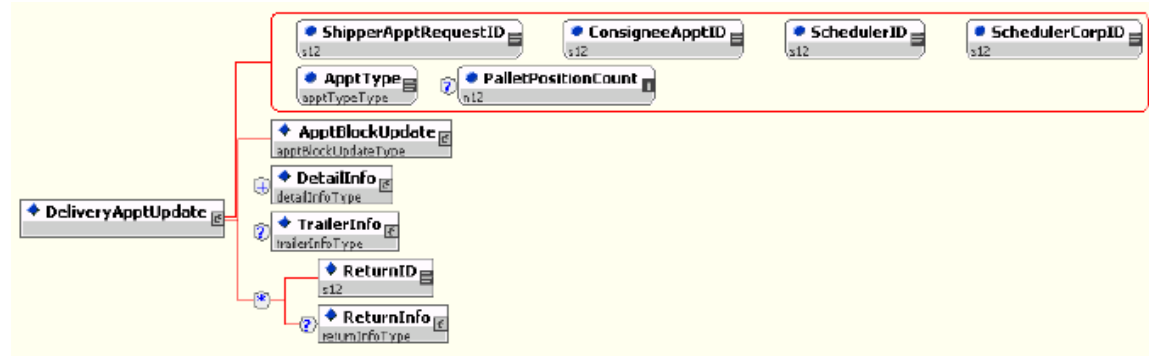 ShipperApptRequestID ConsigneeApptID SchedulerID SchedulerCorpID
s12 s12 s12 s12
ApptType ? PalletPositionCount
apptTypeType n12
ApptBlockUpdate
apptBlockUpdateType
+ DetailInfo
detailInfoType
DeliveryApptUpdate
? TrailerInfo
trailerInfoType
ReturnID
s12
*
? ReturnInfo
returnInfoType